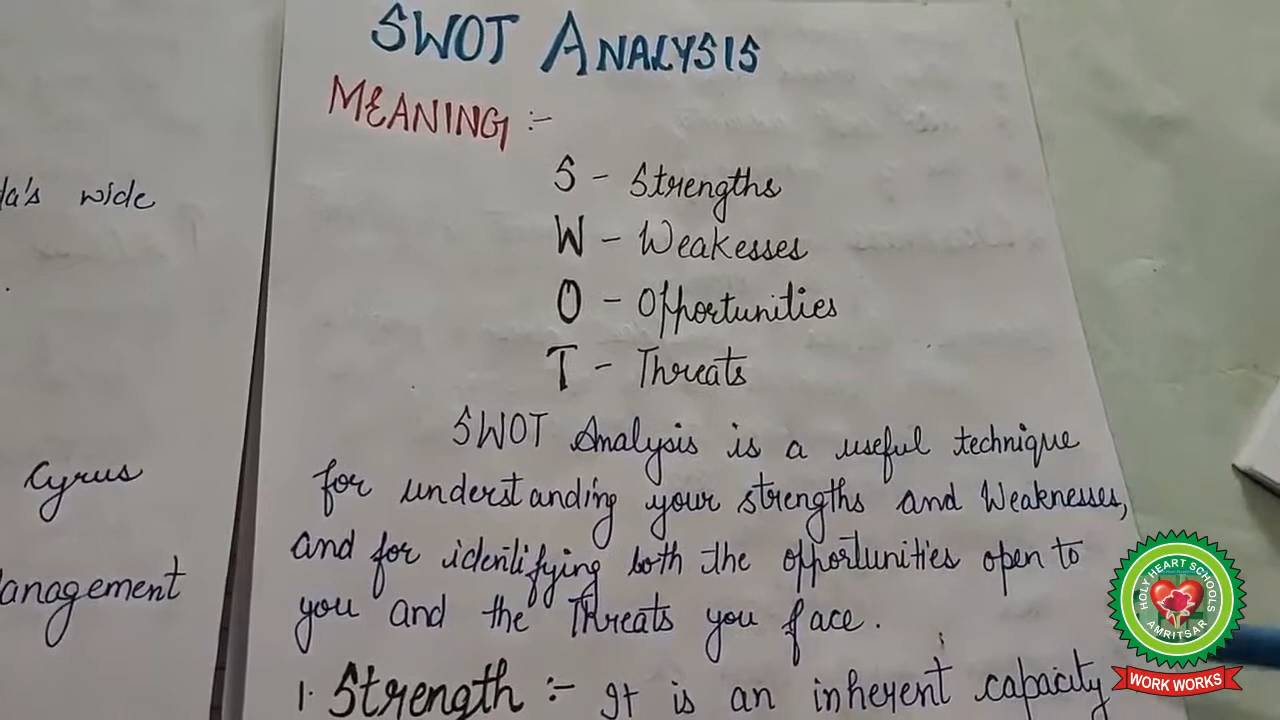 SWOT ANALYSIS
MEANING :-
S - Strengths
W - Weakesses
O - Opportunities
T - Threats
SWOT Analysis is a useful technique
for understanding your strengths and Weaknesses,
and for identifying both the opportunities open to
you and the Threats you face.
1. Strength :- It is an inherent capacity
da's wide
Cyrus
anagement
HOLY HEART SCHOOLS
AMRITSAR
WORK WORKS